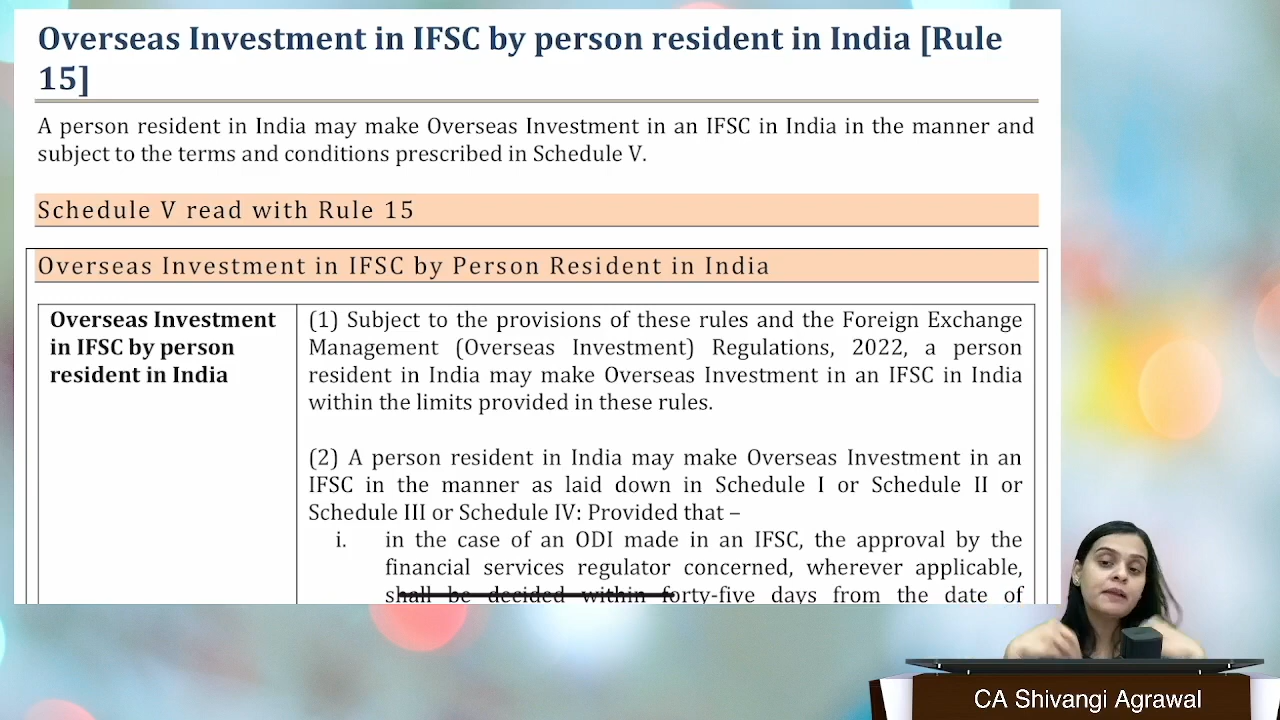 Overseas Investment in IFSC by person resident in India [Rule
15]
A person resident in India may make Overseas Investment in an IFSC in India in the manner and
subject to the terms and conditions prescribed in Schedule V.
Schedule V read with Rule 15
Overseas Investment in IFSC by Person Resident in India
Overseas Investment
in IFSC by person
resident in India
(1) Subject to the provisions of these rules and the Foreign Exchange
Management (Overseas Investment) Regulations, 2022, a person
resident in India may make Overseas Investment in an IFSC in India
within the limits provided in these rules.
(2) A person resident in India may make Overseas Investment in an
IFSC in the manner as laid down in Schedule I or Schedule II or
Schedule III or Schedule IV: Provided that –
i. in the case of an ODI made in an IFSC, the approval by the
financial services regulator concerned, wherever applicable,
shall be decided within forty-five days from the date of
CA Shivangi Agrawal